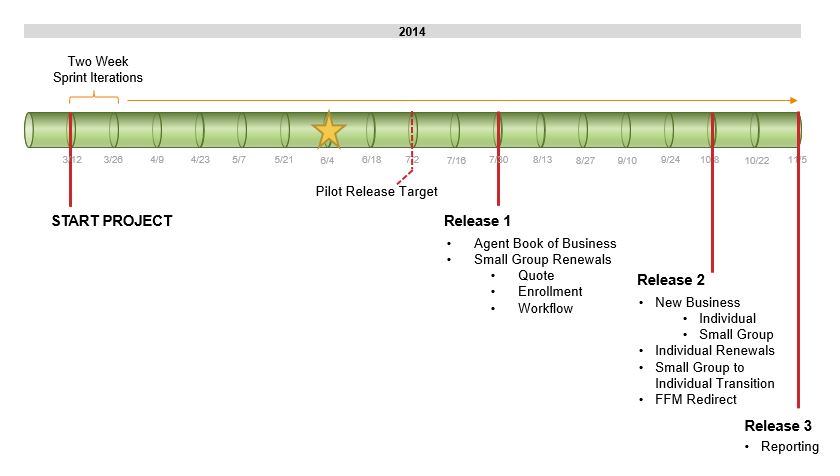 2014
Two Week
Sprint Iterations
3/12 3/26 4/9 4/23 5/7 5/21 6/4 6/18 7/2 7/16 7/30 8/13 8/27 9/10 9/24 10/8 10/22 11/5
Pilot Release Target
START PROJECT
Release 1
• Agent Book of Business
• Small Group Renewals
• Quote
• Enrollment
• Workflow
Release 2
• New Business
• Individual
• Small Group
• Individual Renewals
• Small Group to
Individual Transition
• FFM Redirect
Release 3
• Reporting